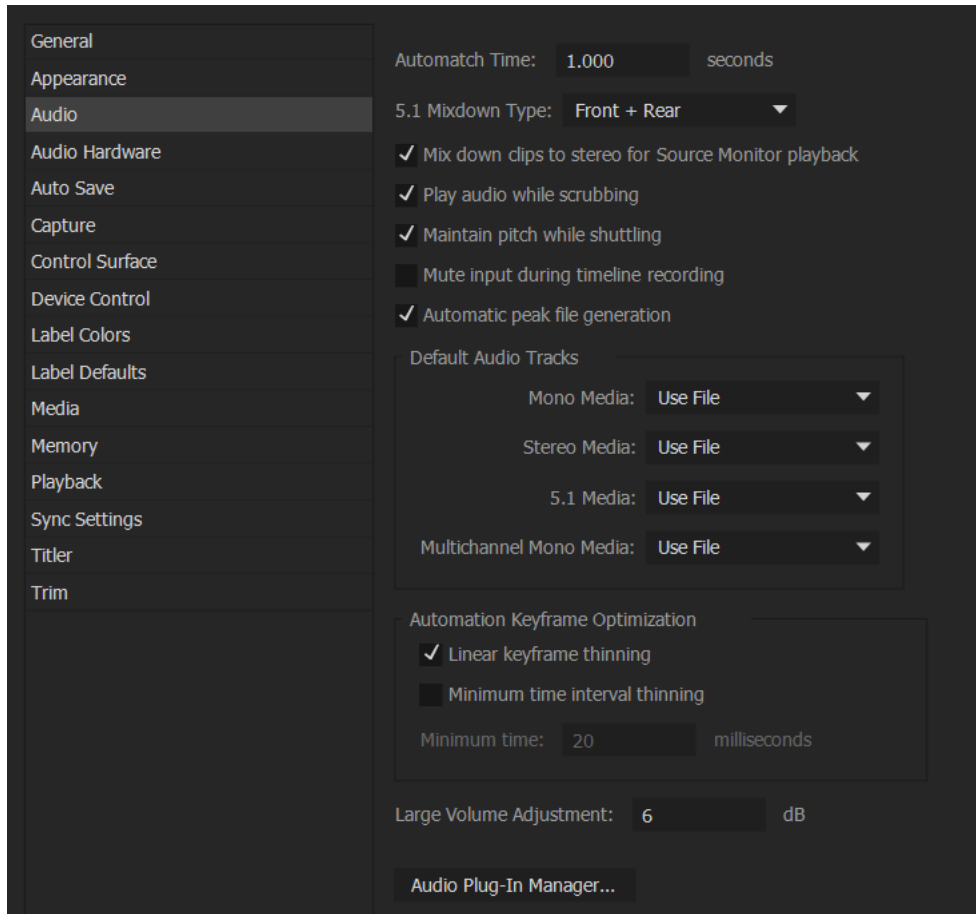 General
Appearance
Audio
Audio Hardware
Auto Save
Capture
Control Surface
Device Control
Label Colors
Label Defaults
Media
Memory
Playback
Sync Settings
Titler
Trim
Automatch Time: 1.000 seconds
5.1 Mixdown Type: Front + Rear
Mix down clips to stereo for Source Monitor playback
Play audio while scrubbing
Maintain pitch while shuttling
Mute input during timeline recording
Automatic peak file generation
Default Audio Tracks
Mono Media: Use File
Stereo Media: Use File
5.1 Media: Use File
Multichannel Mono Media: Use File
Automation Keyframe Optimization
Linear keyframe thinning
Minimum time interval thinning
Minimum time: 20 milliseconds
Large Volume Adjustment: 6 dB
Audio Plug-In Manager...